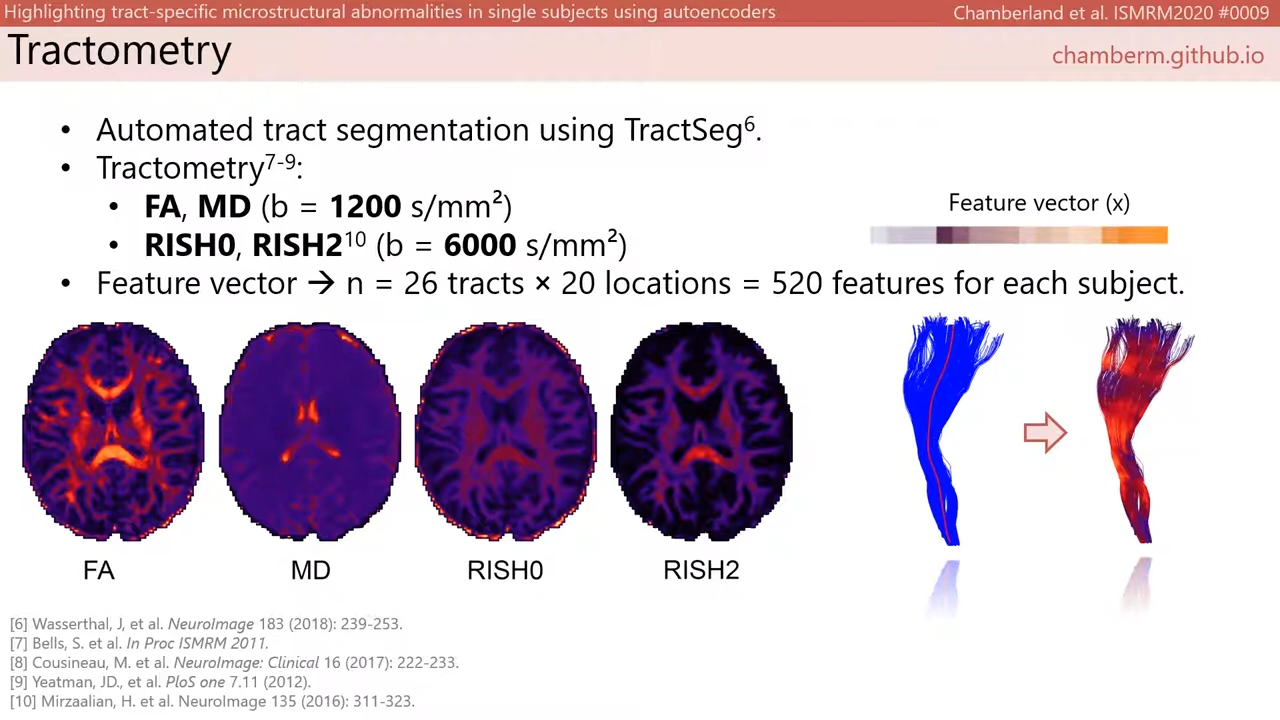 Highlighting tract-specific microstructural abnormalities in single subjects using autoencoders
Chamberland et al. ISMRM2020 #0009
Tractometry
chamberm.github.io
• Automated tract segmentation using TractSeg⁶.
• Tractometry⁷⁻⁹:
• FA, MD (b = 1200 s/mm²)
• RISH0, RISH2¹⁰ (b = 6000 s/mm²)
• Feature vector → n = 26 tracts × 20 locations = 520 features for each subject.
Feature vector (x)
FA
MD
RISH0
RISH2
[6] Wasserthal, J, et al. NeuroImage 183 (2018): 239-253.
[7] Bells, S. et al. In Proc ISMRM 2011.
[8] Cousineau, M. et al. NeuroImage: Clinical 16 (2017): 222-233.
[9] Yeatman, JD., et al. PloS one 7.11 (2012).
[10] Mirzaalian, H. et al. NeuroImage 135 (2016): 311-323.